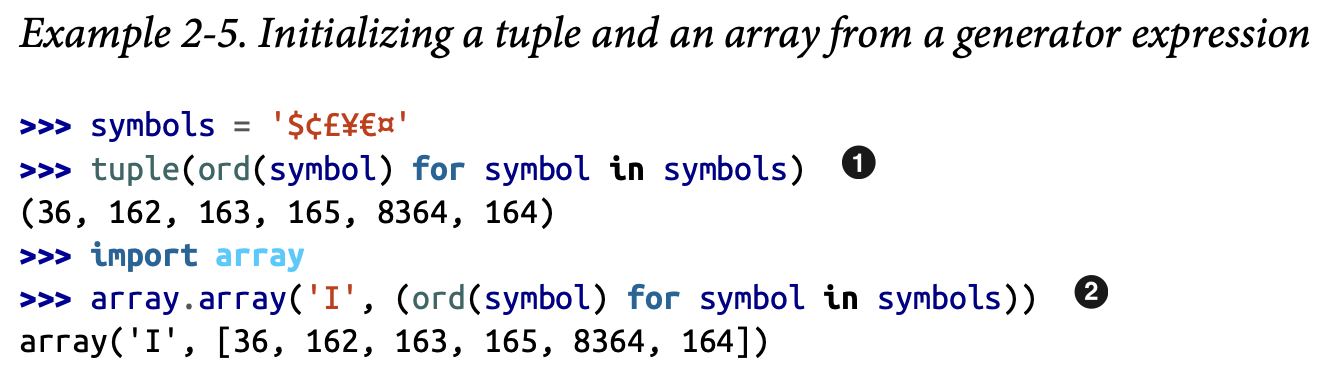 Example 2-5. Initializing a tuple and an array from a generator expression
>>> symbols = '$¢£¥€¤'
>>> tuple(ord(symbol) for symbol in symbols) ❶
(36, 162, 163, 165, 8364, 164)
>>> import array
>>> array.array('I', (ord(symbol) for symbol in symbols)) ❷
array('I', [36, 162, 163, 165, 8364, 164])